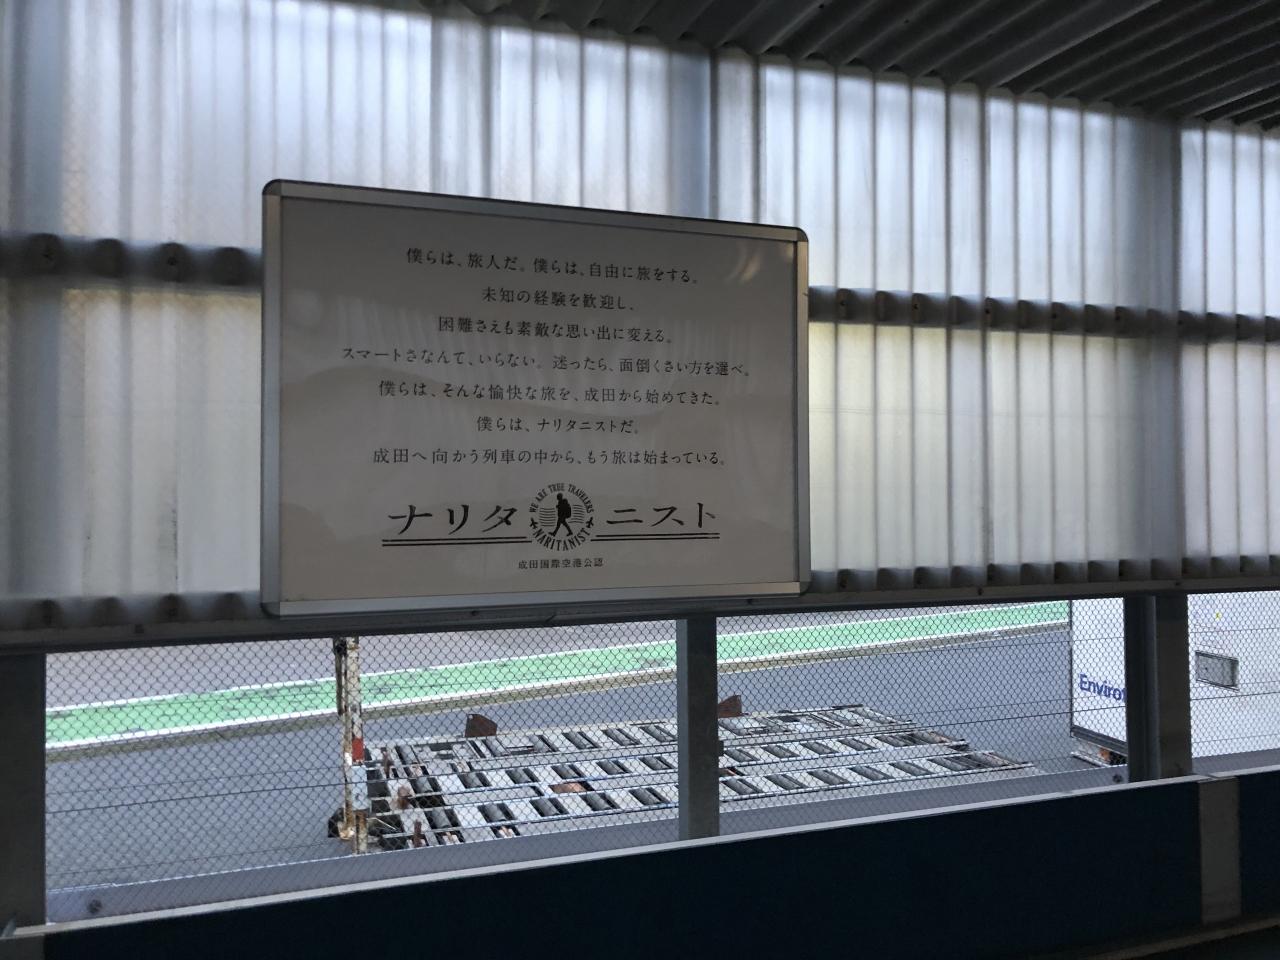 僕らは、旅人だ。僕らは、自由に旅をする。
未知の経験を歓迎し、
困難さえも素敵な思い出に変える。
スマートさなんて、いらない。迷ったら、面倒くさい方を選べ。
僕らは、そんな愉快な旅を、成田から始めてきた。
僕らは、ナリタニストだ。
成田へ向かう列車の中から、もう旅は始まっている。
ナリタニスト
WE ARE TRUE TRAVELERS
NARITANIST
成田国際空港公認